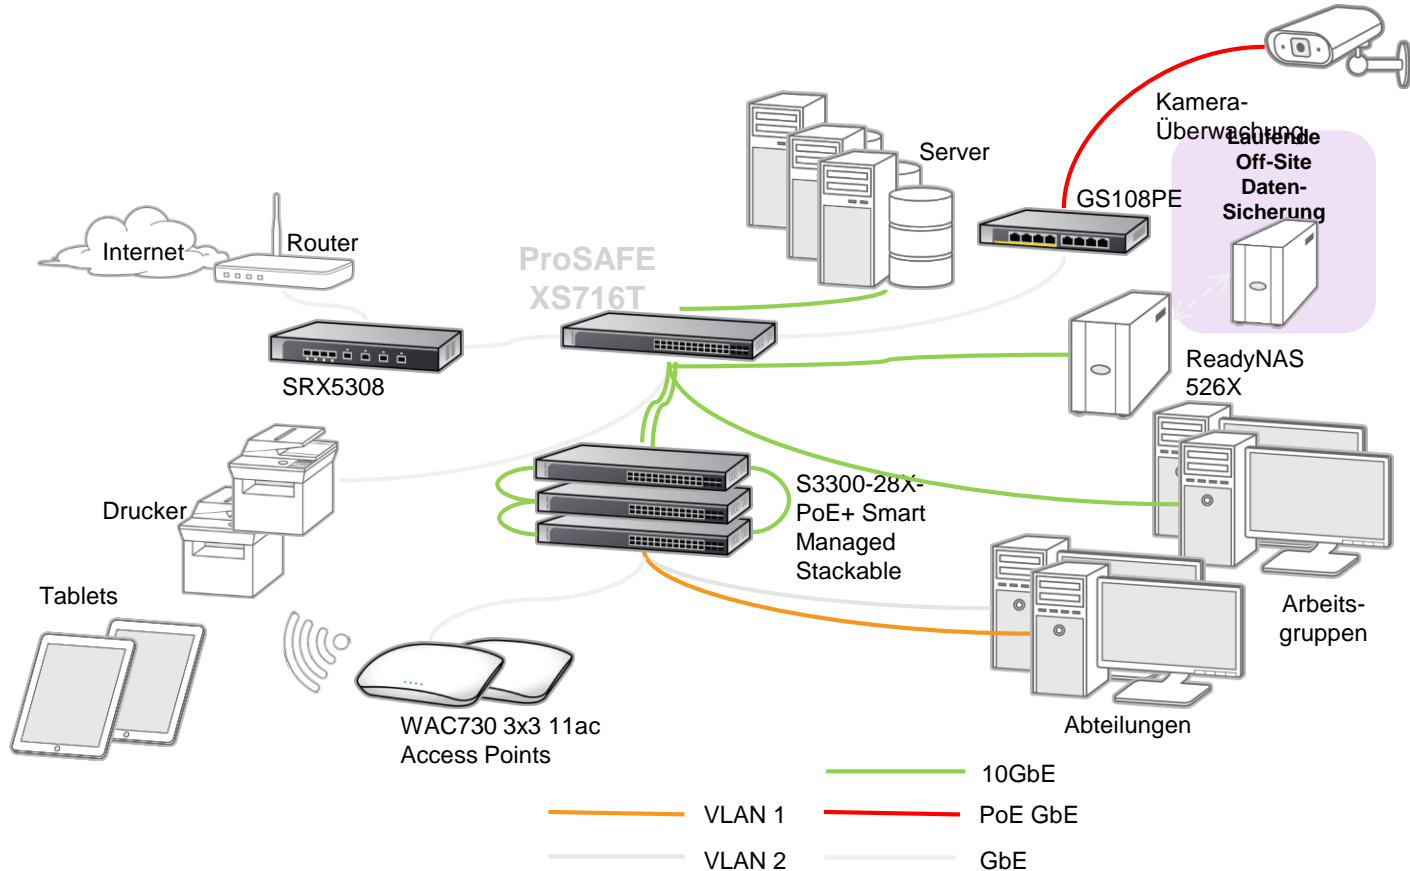 Kamera-
Überwachung
Laufende
Off-Site
Daten-
Sicherung
Server
GS108PE
Internet
Router
ProSAFE
XS716T
SRX5308
ReadyNAS
526X
Drucker
S3300-28X-
PoE+ Smart
Managed
Stackable
Tablets
Arbeits-
gruppen
WAC730 3x3 11ac
Access Points
Abteilungen
10GbE
VLAN 1
PoE GbE
VLAN 2
GbE